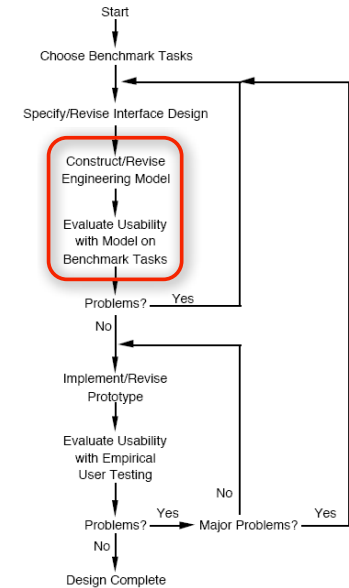 Start
Choose Benchmark Tasks
Specify/Revise Interface Design
Construct/Revise
Engineering Model
Evaluate Usability
with Model on
Benchmark Tasks
Problems? Yes
No
Implement/Revise
Prototype
Evaluate Usability
with Empirical
User Testing
No
Problems? Yes Major Problems? Yes
No
Design Complete